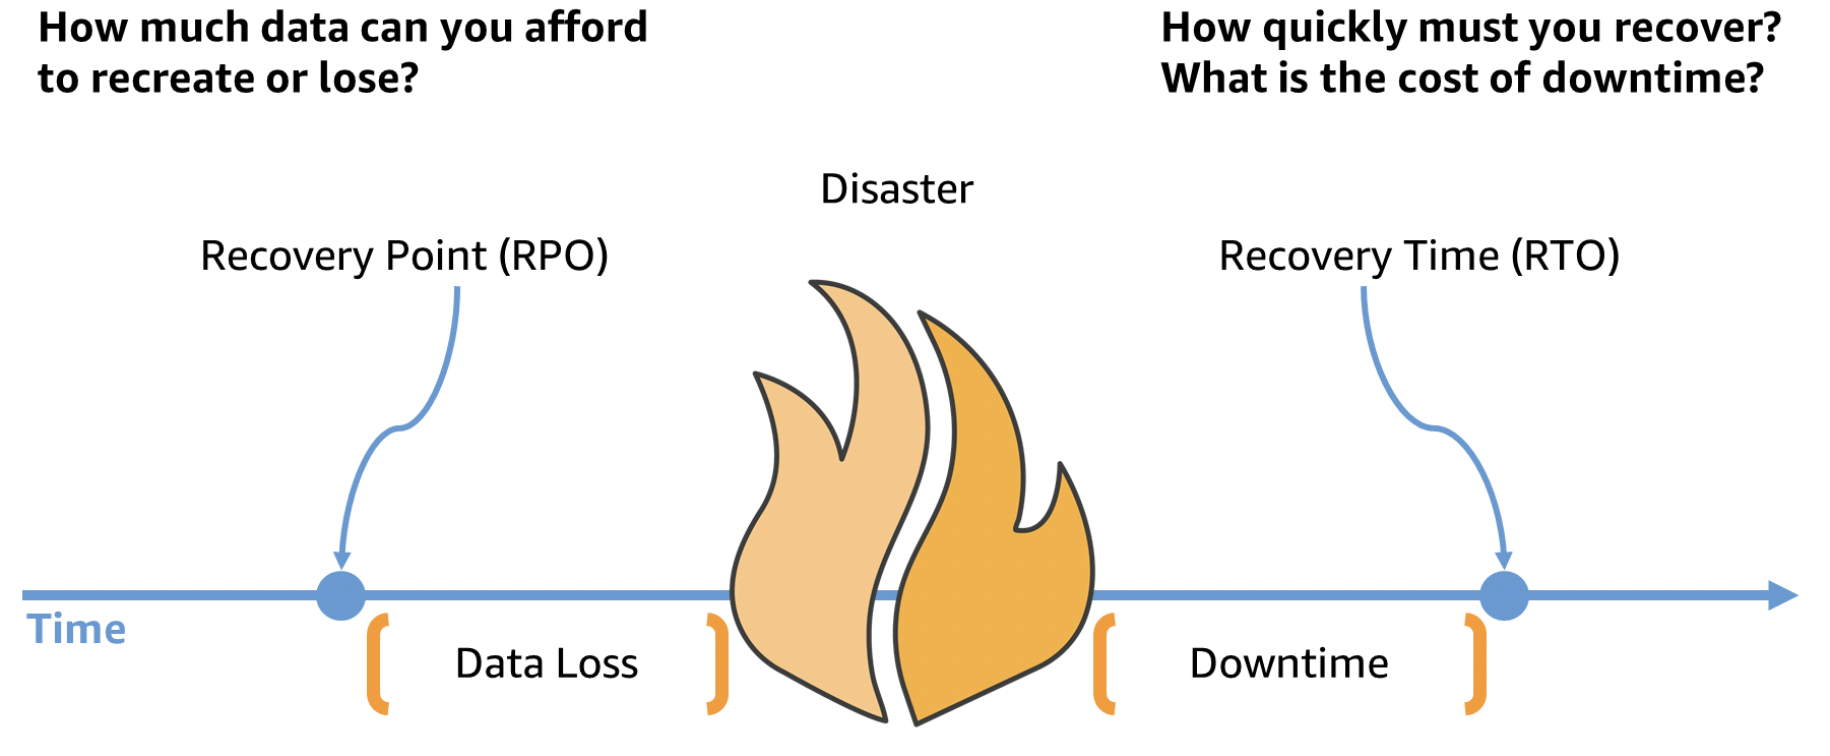 How much data can you afford
to recreate or lose?
How quickly must you recover?
What is the cost of downtime?
Disaster
Recovery Point (RPO)
Recovery Time (RTO)
Time
Data Loss
Downtime